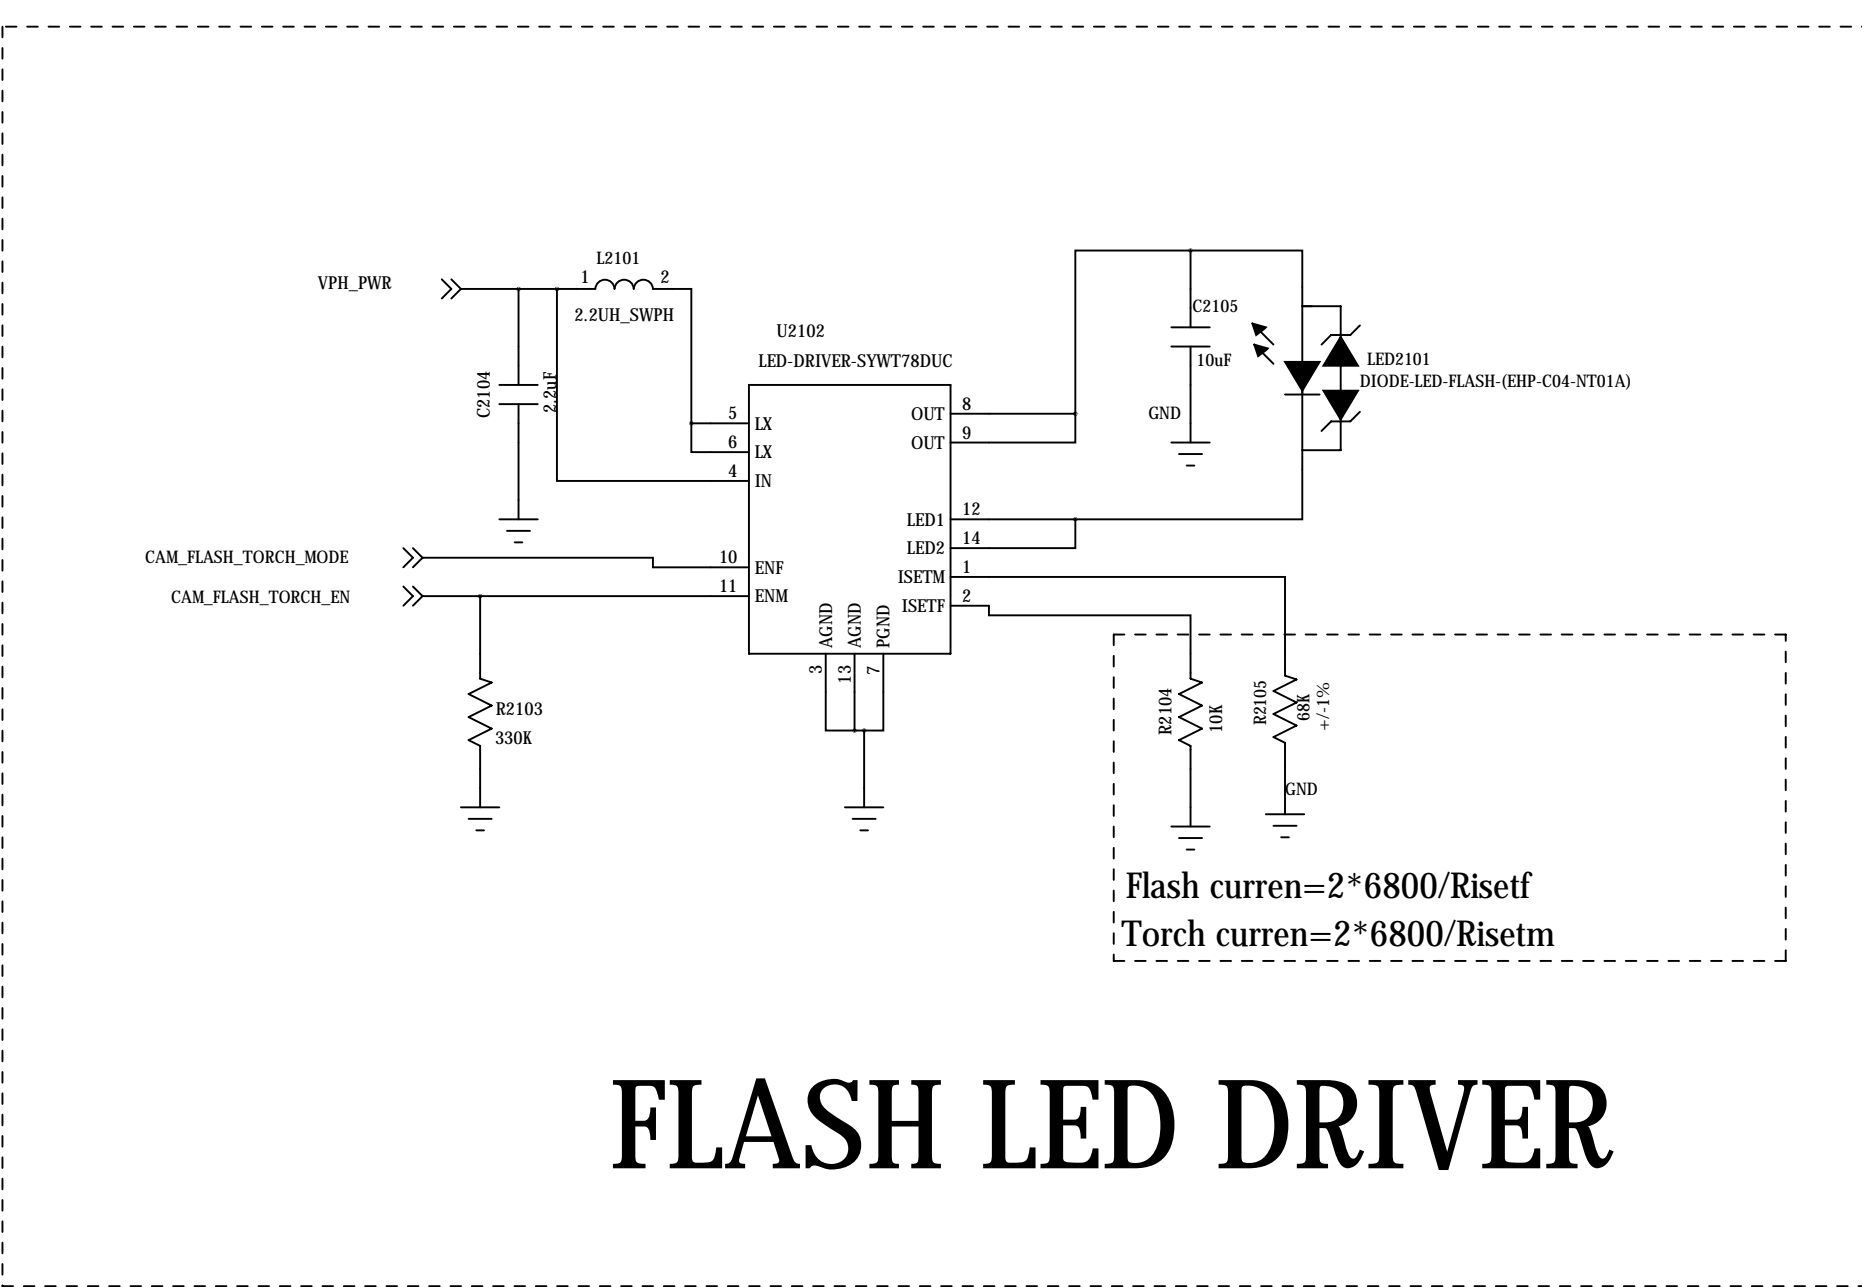 L2101
VPH_PWR
1
2
2.2UH_SWPH
C2104
2.2uF
U2102
LED-DRIVER-SYWT78DUC
5
LX
6
LX
4
IN
CAM_FLASH_TORCH_MODE
10
ENF
CAM_FLASH_TORCH_EN
11
ENM
OUT
8
OUT
9
LED1
12
LED2
14
ISETM
1
ISETF
2
AGND
AGND
PGND
3
13
7
C2105
10uF
GND
LED2101
DIODE-LED-FLASH-(EHP-C04-NT01A)
R2103
330K
R2104
10K
R2105
68K
+/-1%
GND
Flash curren=2*6800/Risetf
Torch curren=2*6800/Risetm
FLASH LED DRIVER